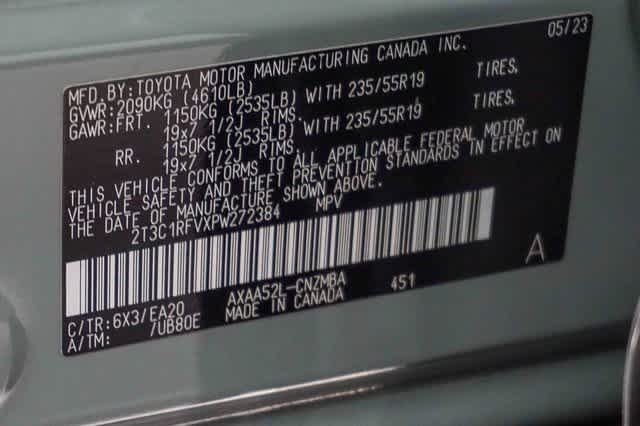 MFD. BY: TOYOTA MOTOR MANUFACTURING CANADA INC. 05/23
GVWR: 2090KG (4610LB)
GAWR: FRT. 1150KG (2535LB) WITH 235/55R19 TIRES,
19x7 1/2J RIMS.
RR. 1150KG (2535LB) WITH 235/55R19 TIRES,
19x7 1/2J RIMS.
THIS VEHICLE CONFORMS TO ALL APPLICABLE FEDERAL MOTOR
VEHICLE SAFETY AND THEFT PREVENTION STANDARDS IN EFFECT ON
THE DATE OF MANUFACTURE SHOWN ABOVE.
2T3C1RFVXPW272384 MPV
A
C/TR: 6X3/EA20 AXAA52L-CNZMBA 451
A/TM: /UB80E MADE IN CANADA